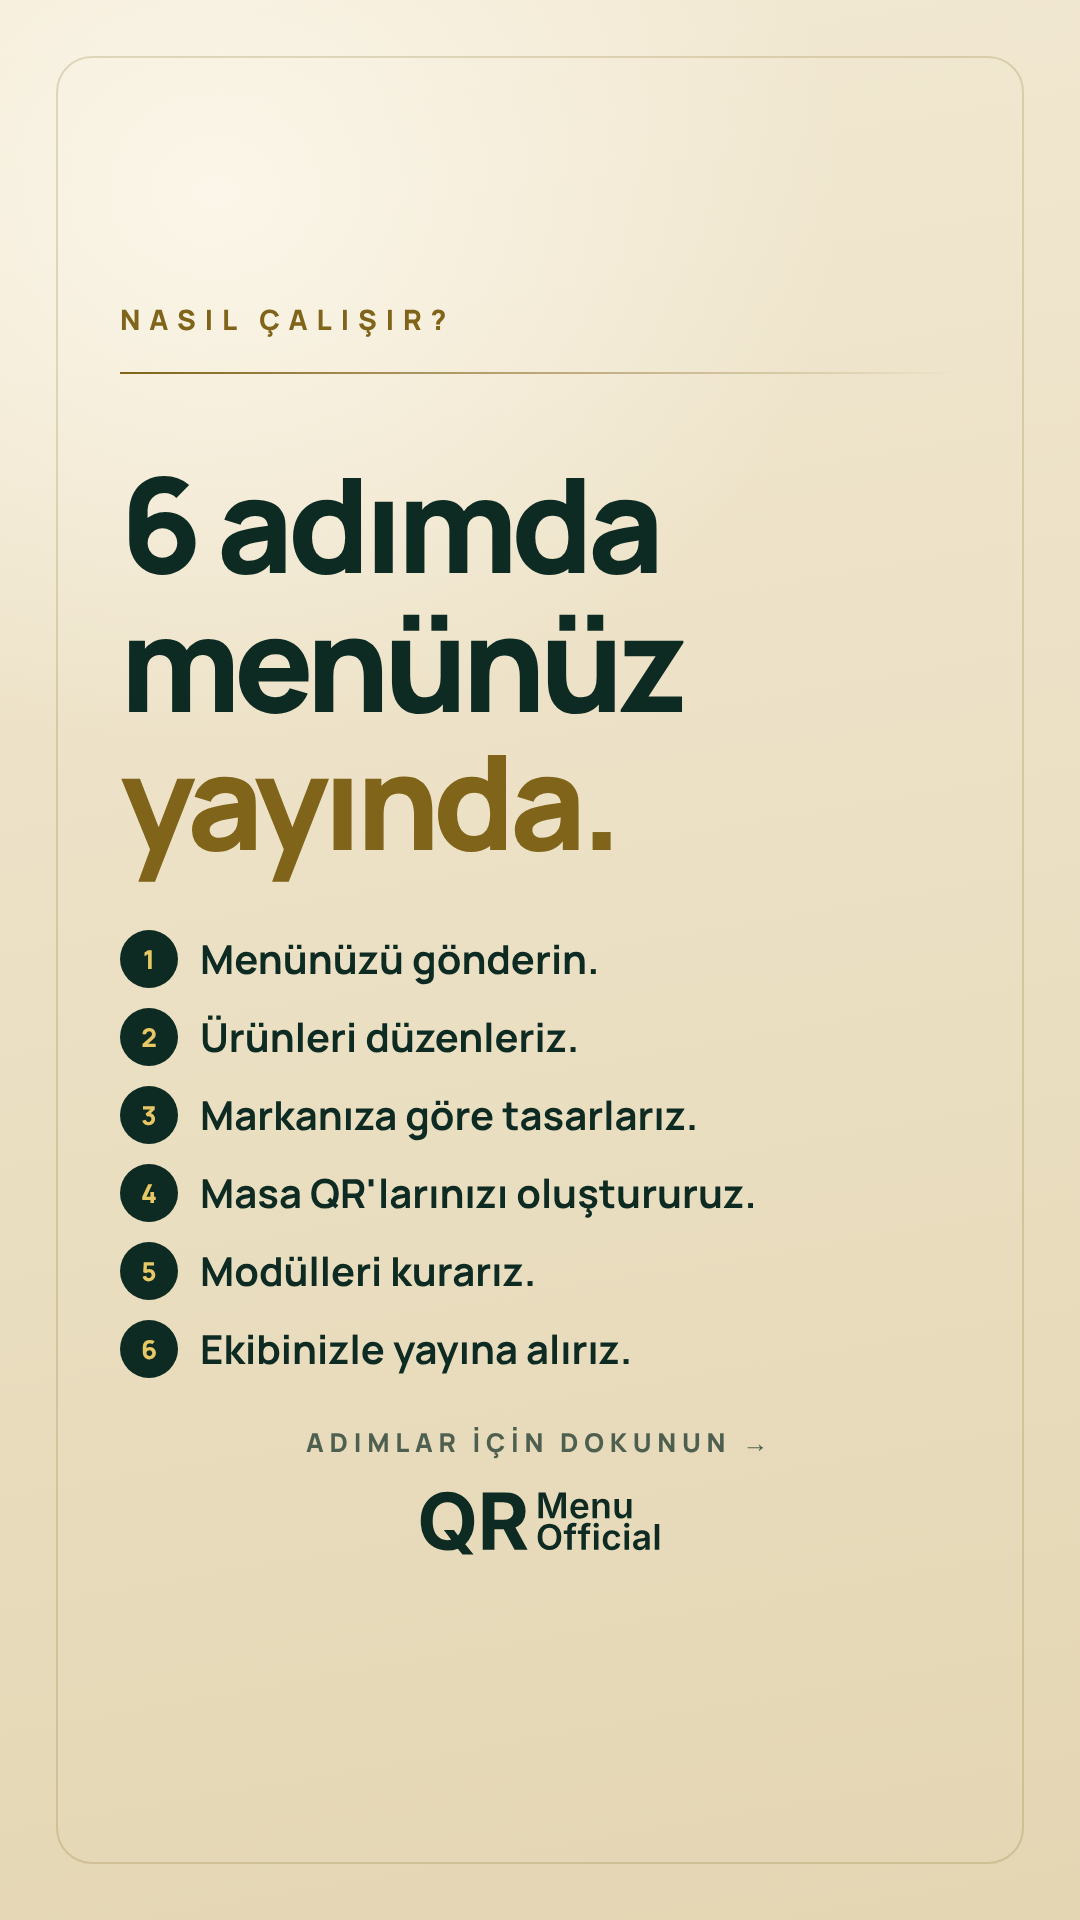 NASIL ÇALIŞIR?
6 adımda
menünüz
yayında.
1 Menünüzü gönderin.
2 Ürünleri düzenleriz.
3 Markanıza göre tasarlarız.
4 Masa QR'larınızı oluştururuz.
5 Modülleri kurarız.
6 Ekibinizle yayına alırız.
ADIMLAR İÇİN DOKUNUN →
QR Menu
Official